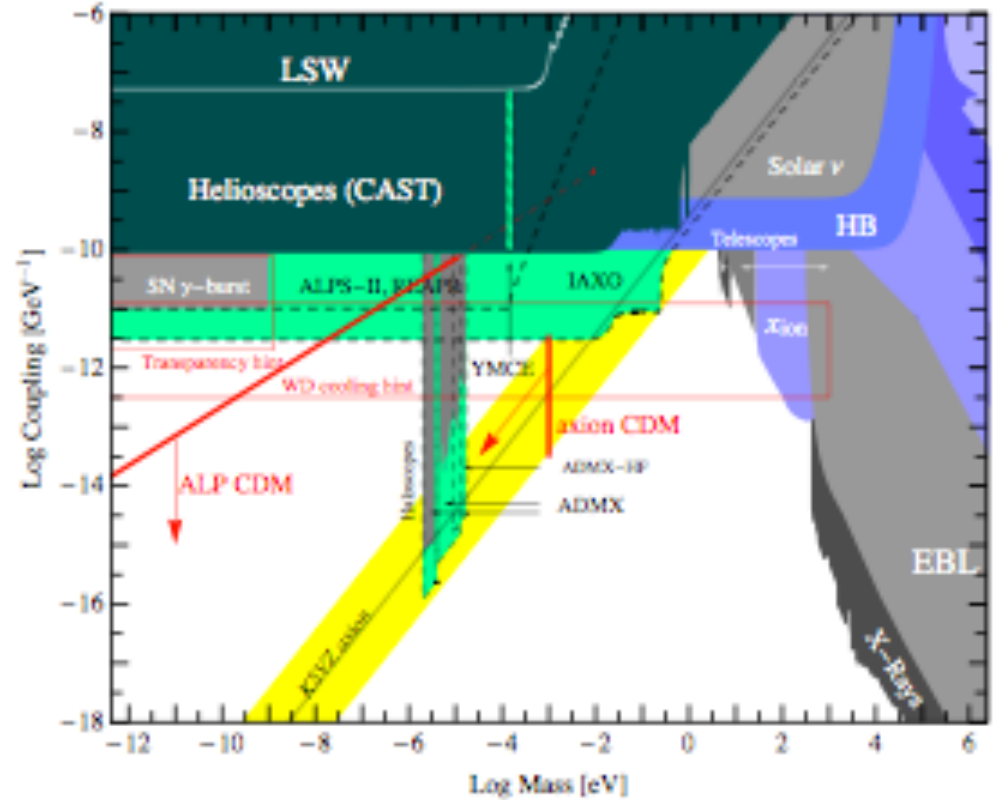 −6
LSW
−8
Solar ν
Helioscopes (CAST)
HB
Telescopes
−10
SN γ−burst
ALPS−II, REAPR
IAXO
xion
Transparency hint
YMCE
−12
WD cooling hint
axion CDM
ADMX−HF
−14
ALP CDM
Haloscopes
ADMX
EBL
−16
KSVZ axion
X−Rays
−18
−12 −10 −8 −6 −4 −2 0 2 4 6
Log Mass [eV]
Log Coupling [GeV⁻¹]